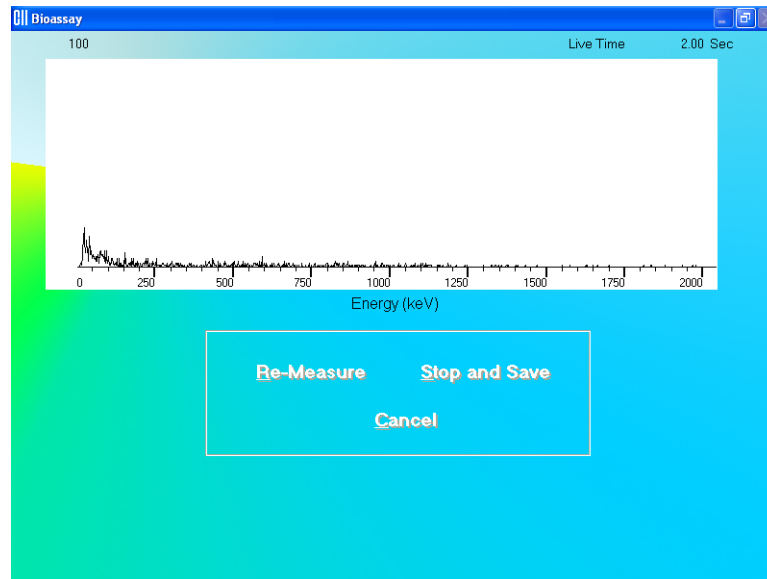 Bioassay
100 Live Time 2.00 Sec
0 250 500 750 1000 1250 1500 1750 2000
Energy (keV)
Re-Measure Stop and Save
Cancel